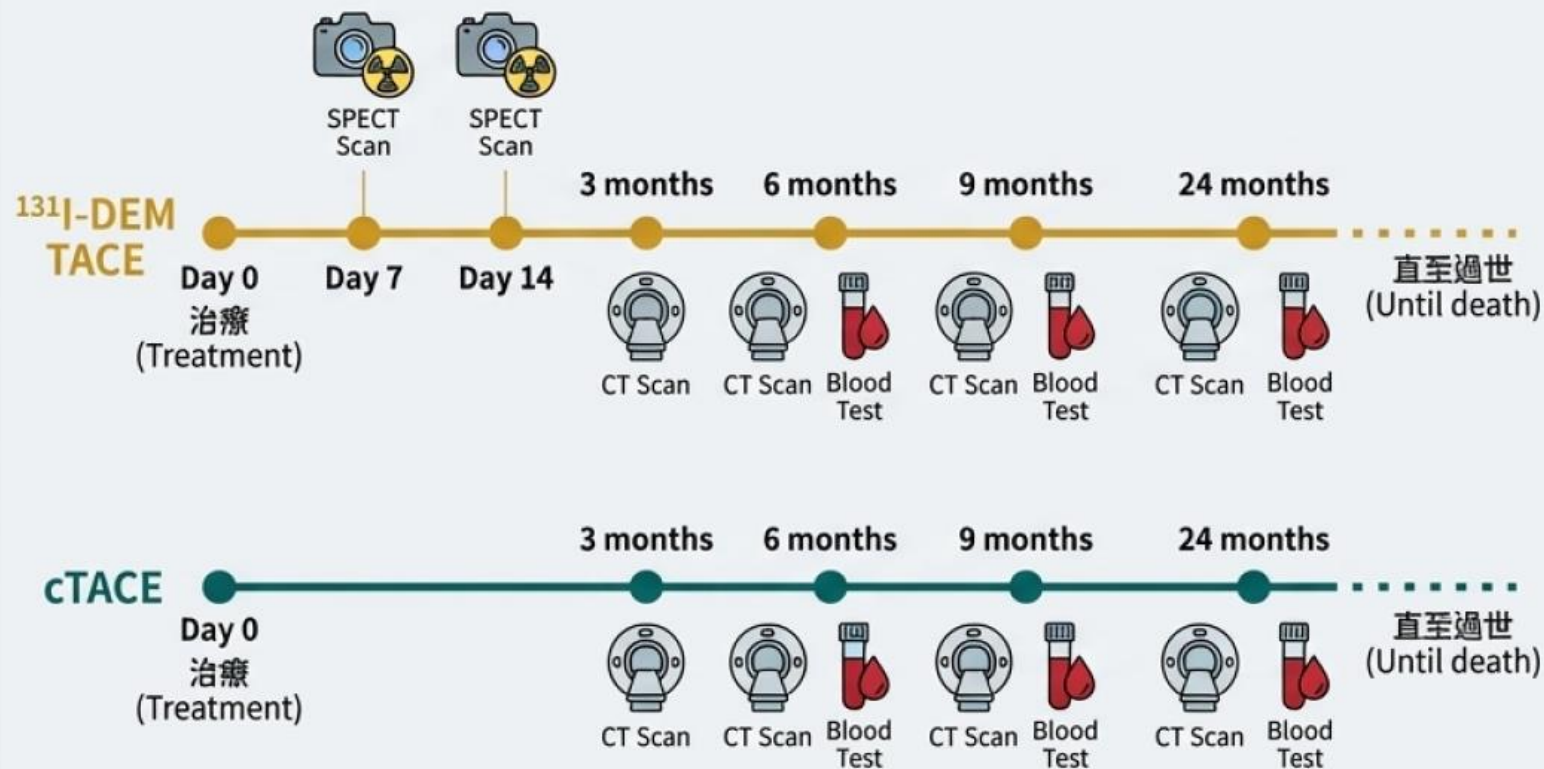 SPECT
Scan
SPECT
Scan
3 months
6 months
9 months
24 months
¹³¹I-DEM
TACE
Day 0
治療
(Treatment)
Day 7
Day 14
直至過世
(Until death)
CT Scan
CT Scan
Blood
Test
CT Scan
Blood
Test
CT Scan
Blood
Test
3 months
6 months
9 months
24 months
cTACE
Day 0
治療
(Treatment)
直至過世
(Until death)
CT Scan
CT Scan
Blood
Test
CT Scan
Blood
Test
CT Scan
Blood
Test